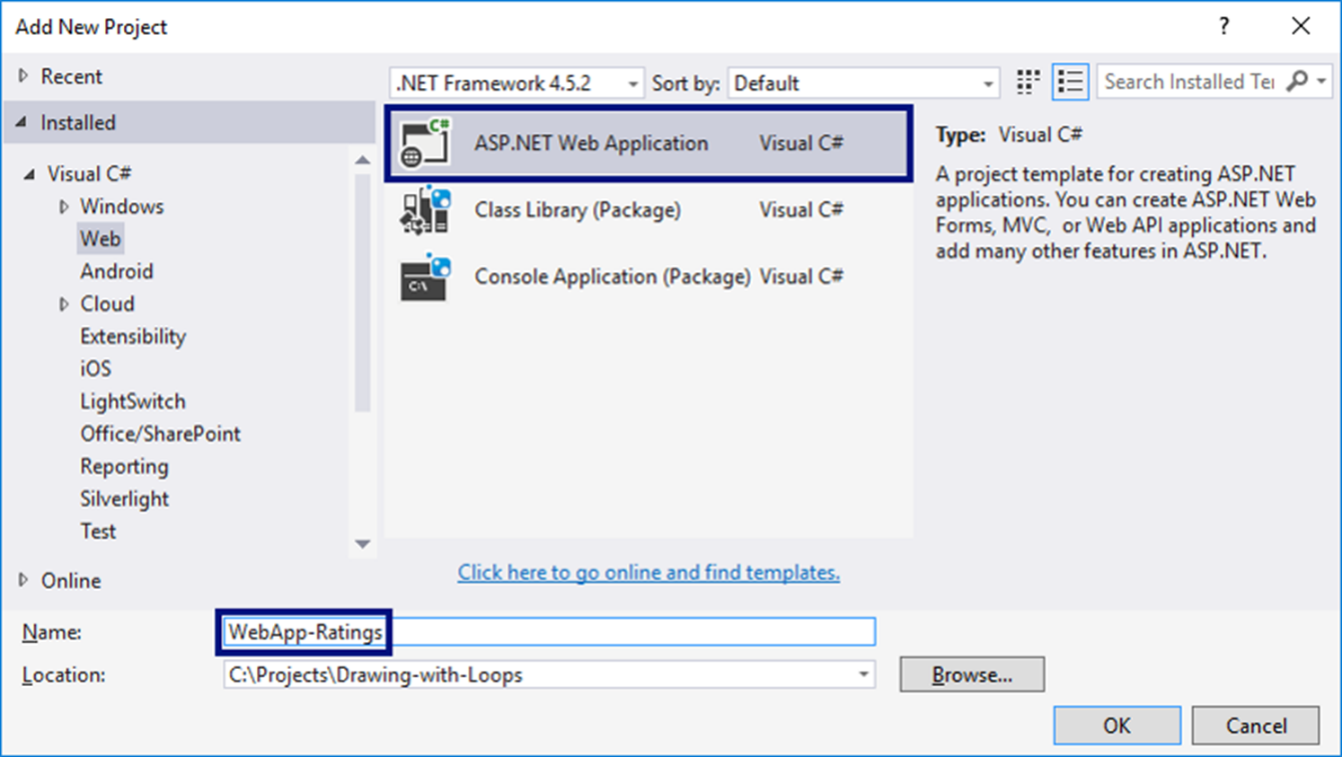 Add New Project
?
Recent
.NET Framework 4.5.2 Sort by: Default Search Installed Te
Installed
Visual C#
Windows
Web
Android
Cloud
Extensibility
iOS
LightSwitch
Office/SharePoint
Reporting
Silverlight
Test
Online
C#
ASP.NET Web Application Visual C#
Class Library (Package) Visual C#
C:\
Console Application (Package) Visual C#
Type: Visual C#
A project template for creating ASP.NET
applications. You can create ASP.NET Web
Forms, MVC, or Web API applications and
add many other features in ASP.NET.
Click here to go online and find templates.
Name: WebApp-Ratings
Location: C:\Projects\Drawing-with-Loops Browse...
OK Cancel